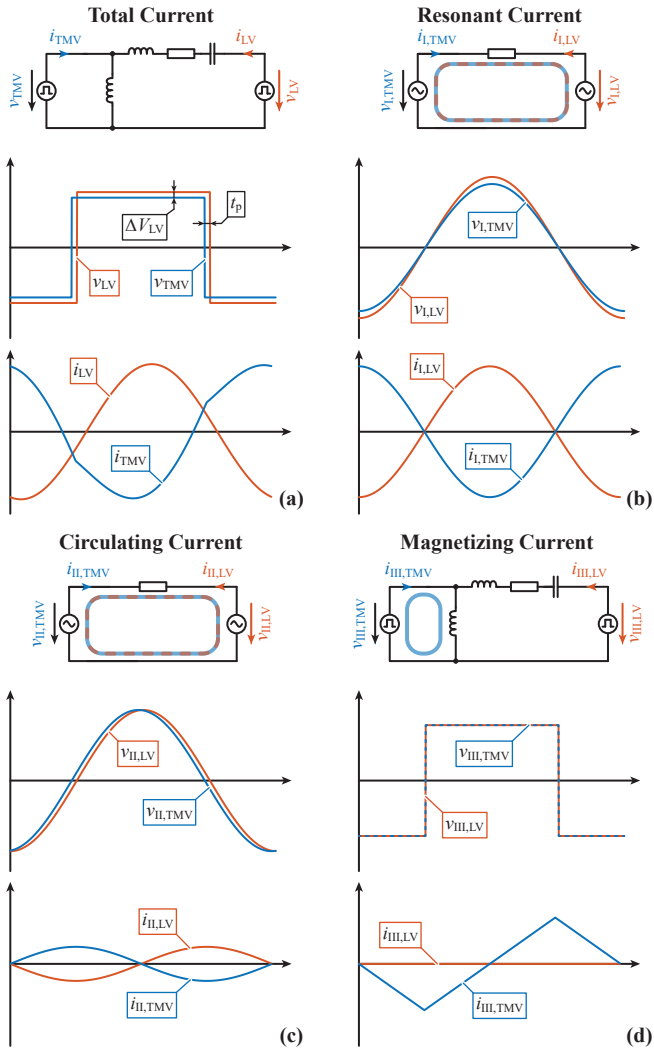 Total Current
Resonant Current
i_TMV
i_LV
v_TMV
v_LV
i_I,TMV
i_I,LV
v_I,TMV
v_I,LV
ΔV_LV
t_p
v_LV
v_TMV
v_I,TMV
v_I,LV
i_LV
i_TMV
(a)
i_I,LV
i_I,TMV
(b)
Circulating Current
Magnetizing Current
i_II,TMV
i_II,LV
v_II,TMV
v_II,LV
i_III,TMV
i_III,LV
v_III,TMV
v_III,LV
v_II,LV
v_II,TMV
v_III,TMV
v_III,LV
i_II,LV
i_II,TMV
(c)
i_III,LV
i_III,TMV
(d)